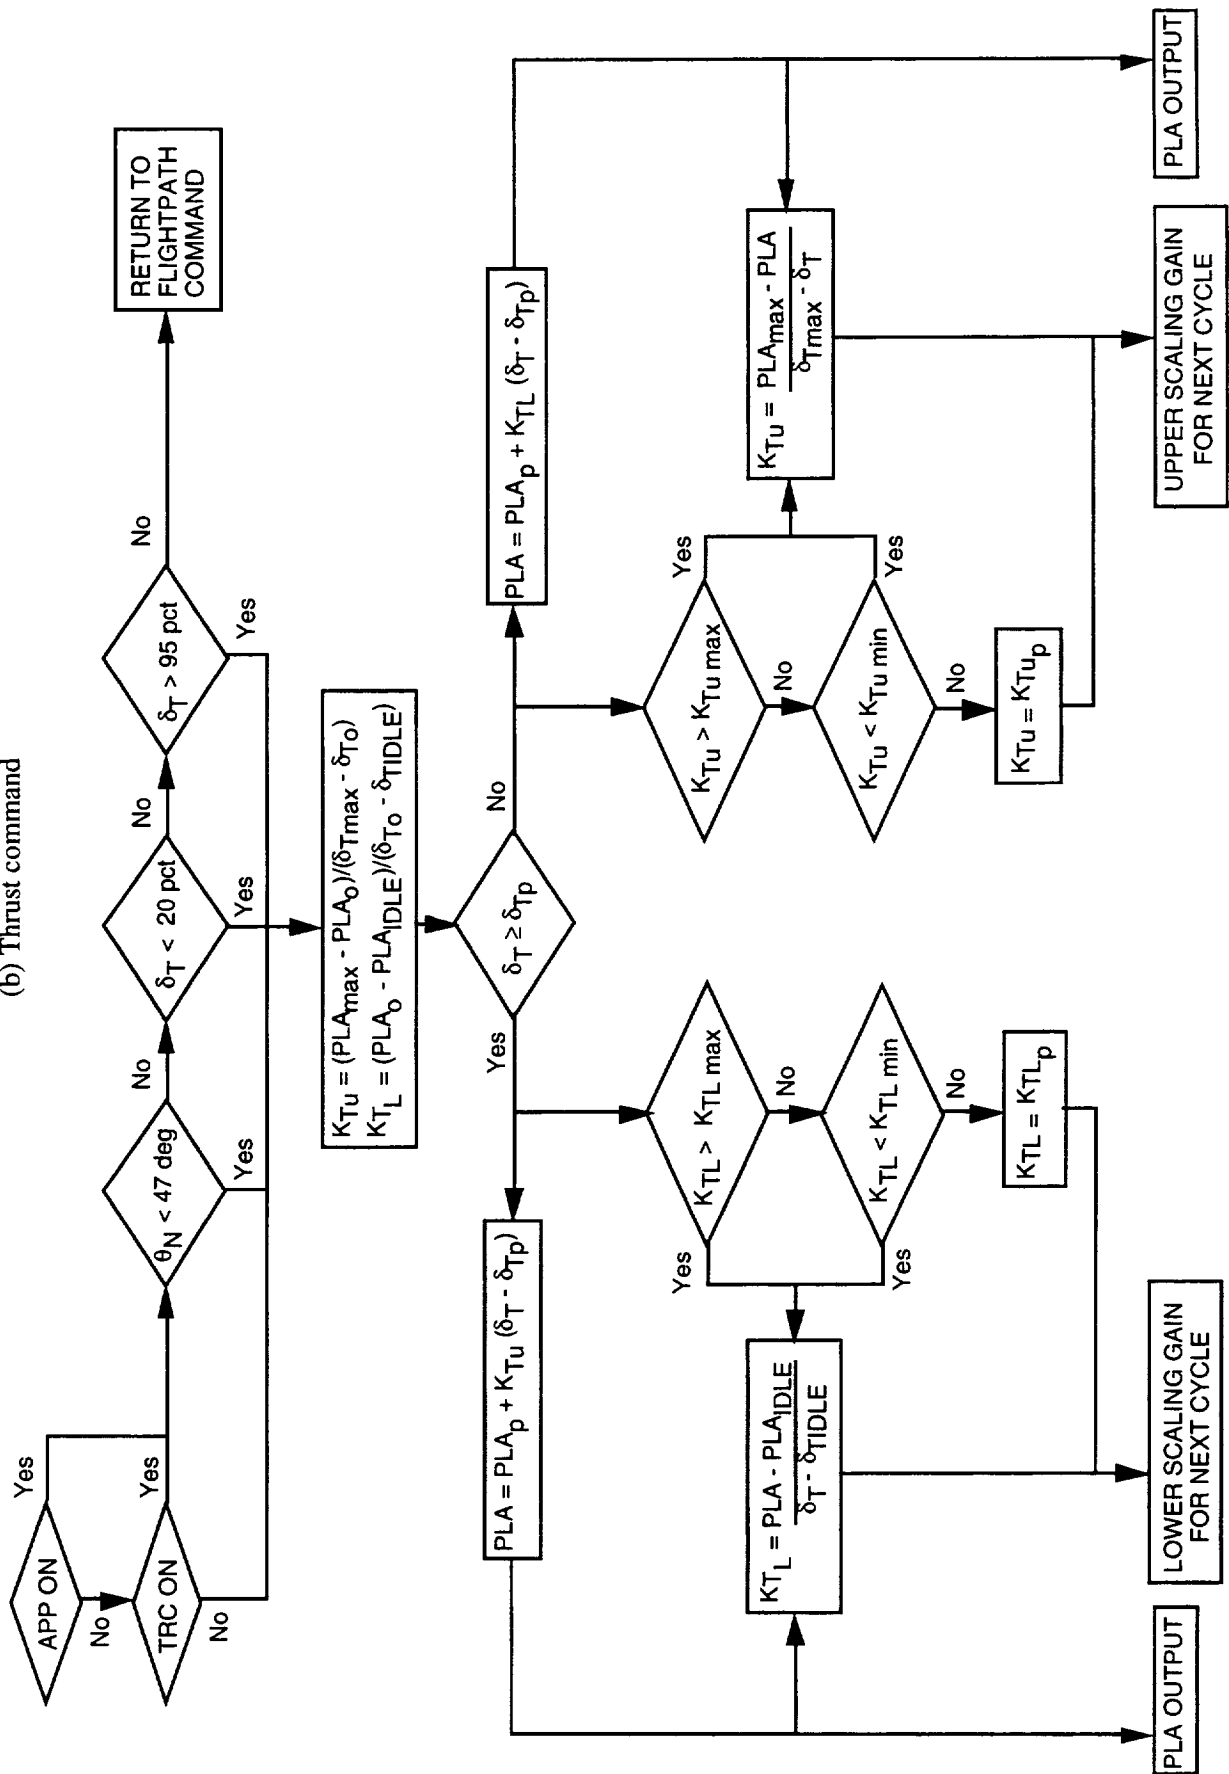 (b) Thrust command
APP ON
Yes
No
TRC ON
Yes
No
θN < 47 deg
No
Yes
δT < 20 pct
No
Yes
δT > 95 pct
No
Yes
RETURN TO
FLIGHTPATH
COMMAND
KTu = (PLAmax - PLAo)/(δTmax - δTo)
KTL = (PLAo - PLAIDLE)/(δTo - δTIDLE)
δT ≥ δTp
Yes
No
PLA = PLAp + KTu (δT - δTp)
PLA = PLAp + KTL (δT - δTp)
KTL > KTL max
Yes
No
KTL < KTL min
Yes
No
KTL = PLA - PLAIDLE
δT - δTIDLE
KTL = KTLp
KTu > KTu max
Yes
No
KTu < KTu min
Yes
No
KTu = PLAmax - PLA
δTmax - δT
KTu = KTup
PLA OUTPUT
LOWER SCALING GAIN
FOR NEXT CYCLE
UPPER SCALING GAIN
FOR NEXT CYCLE
PLA OUTPUT